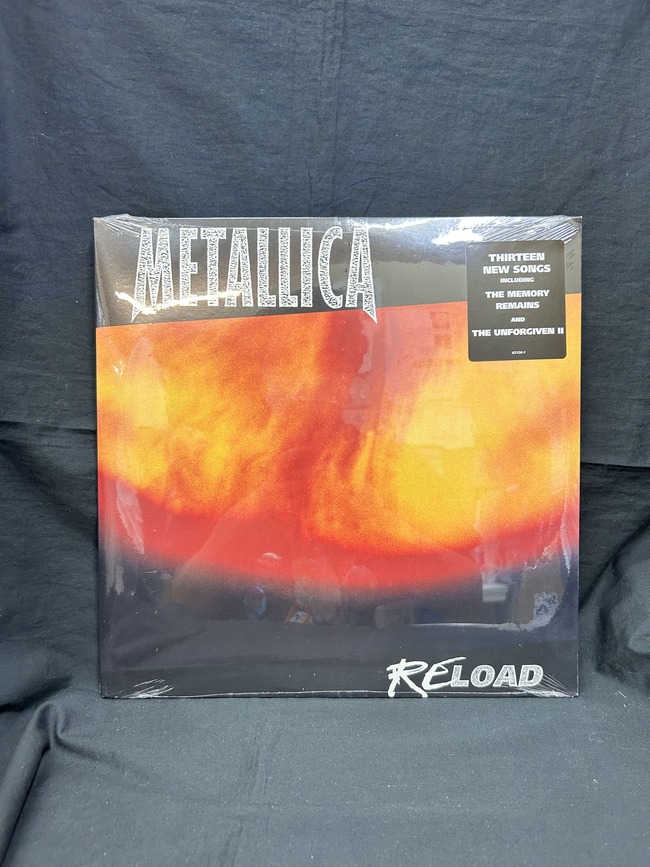 METALLICA
THIRTEEN
NEW SONGS
INCLUDING
THE MEMORY
REMAINS
AND
THE UNFORGIVEN II
RELOAD